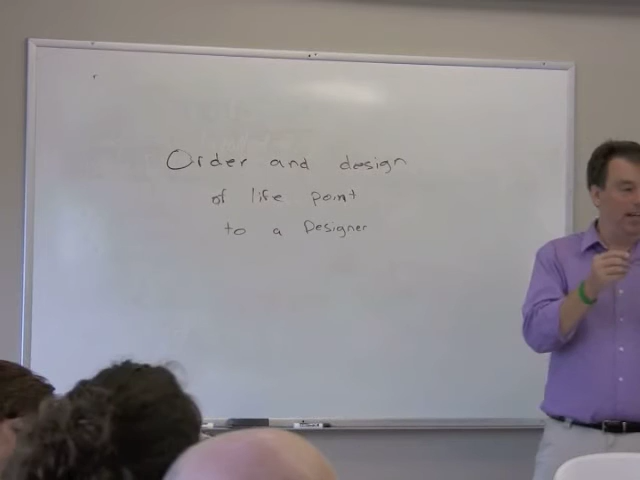 Order and design
of life point
to a Designer